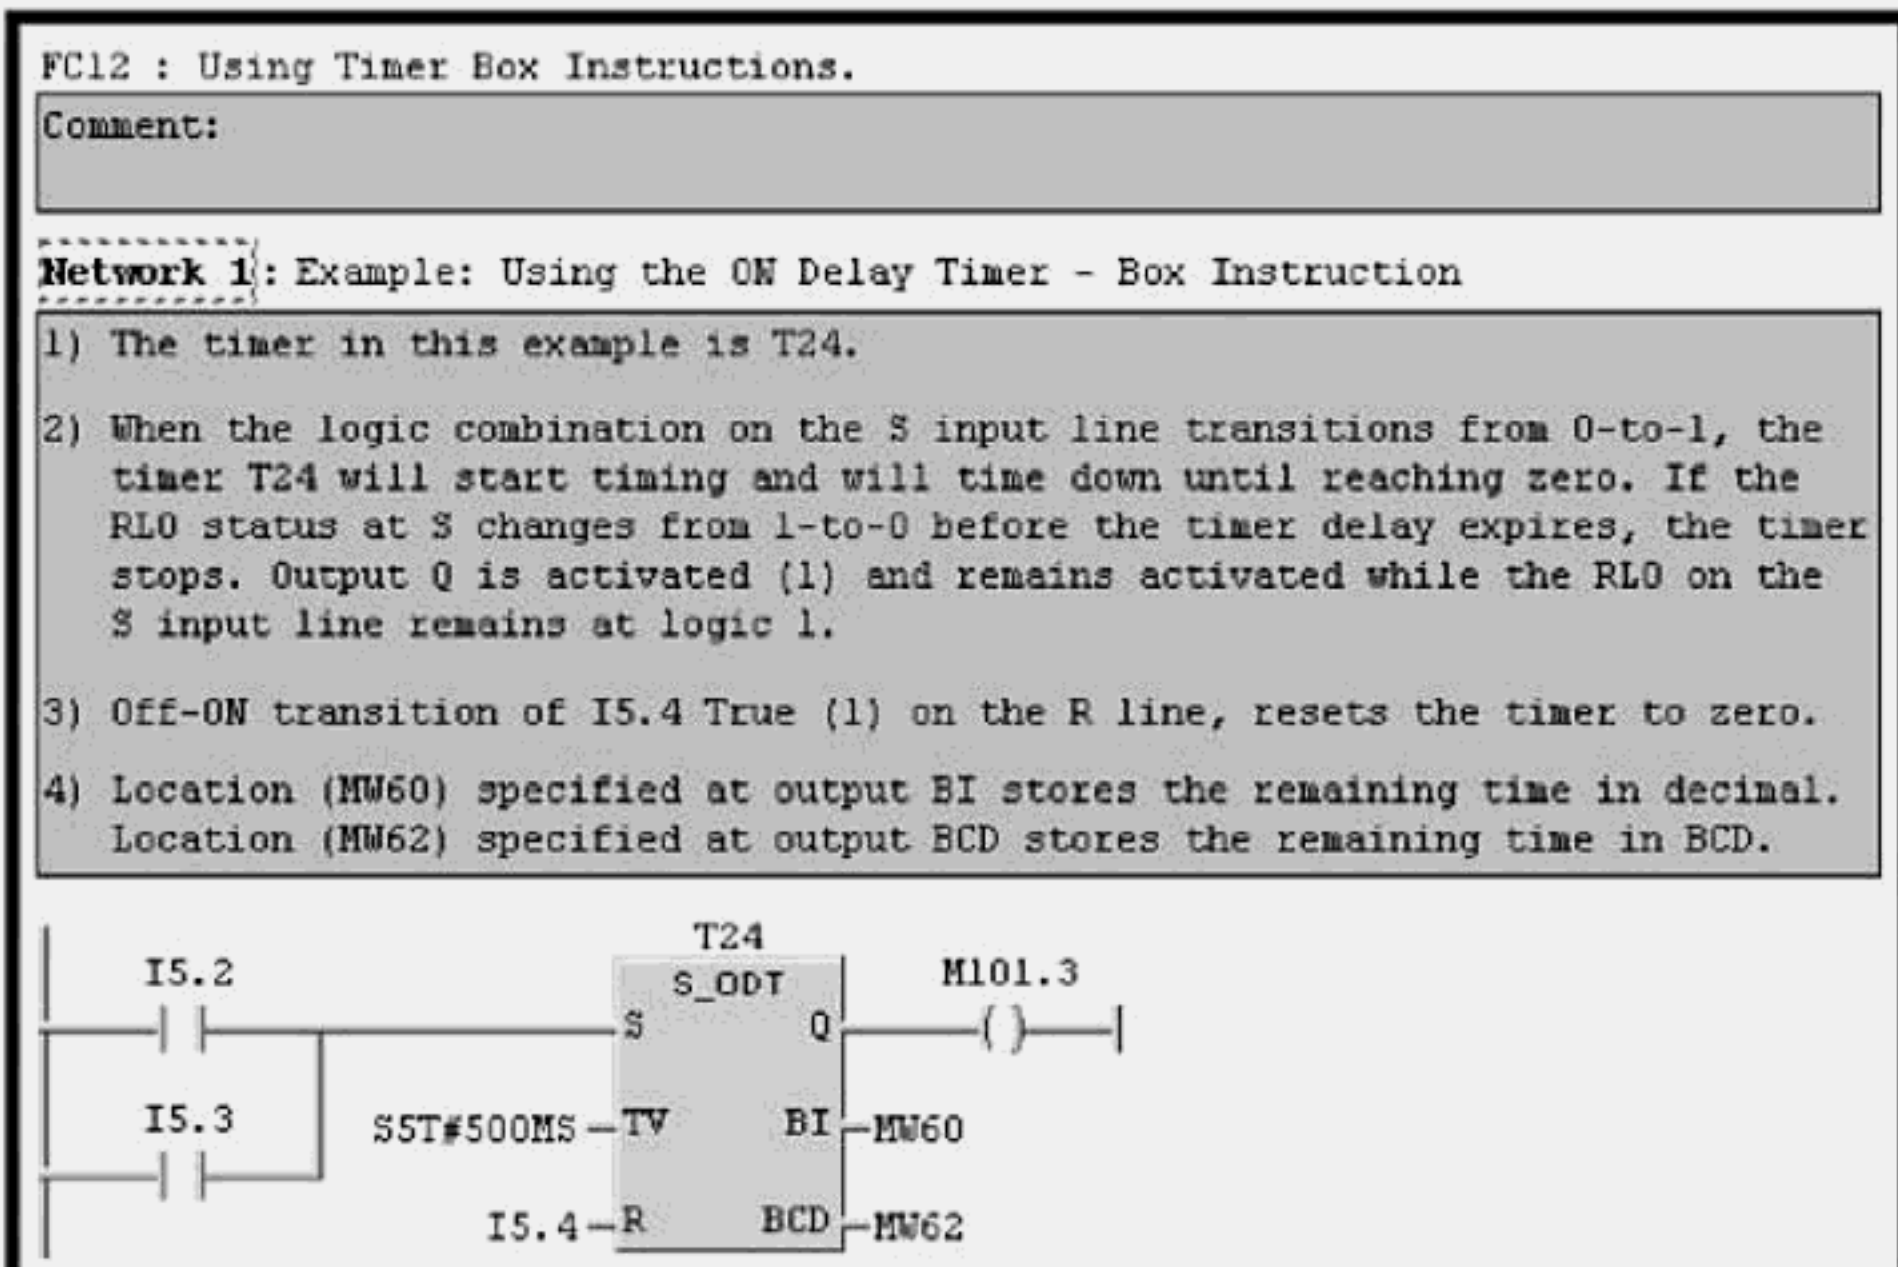 FC12 : Using Timer Box Instructions.
Comment:
Network 1: Example: Using the ON Delay Timer - Box Instruction
1) The timer in this example is T24.
2) When the logic combination on the S input line transitions from 0-to-1, the
timer T24 will start timing and will time down until reaching zero. If the
RLO status at S changes from 1-to-0 before the timer delay expires, the timer
stops. Output Q is activated (1) and remains activated while the RLO on the
S input line remains at logic 1.
3) Off-ON transition of I5.4 True (1) on the R line, resets the timer to zero.
4) Location (MW60) specified at output BI stores the remaining time in decimal.
Location (MW62) specified at output BCD stores the remaining time in BCD.
T24
I5.2 S_ODT M101.3
S Q
I5.3
S5T#500MS TV BI MW60
I5.4 R BCD MW62